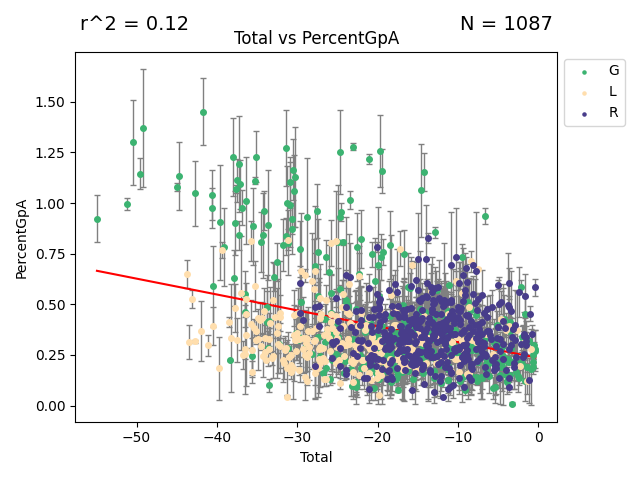 r^2 = 0.12 N = 1087
Total vs PercentGpA
G
L
R
1.50
1.25
1.00
0.75
0.50
0.25
0.00
PercentGpA
−50 −40 −30 −20 −10 0
Total